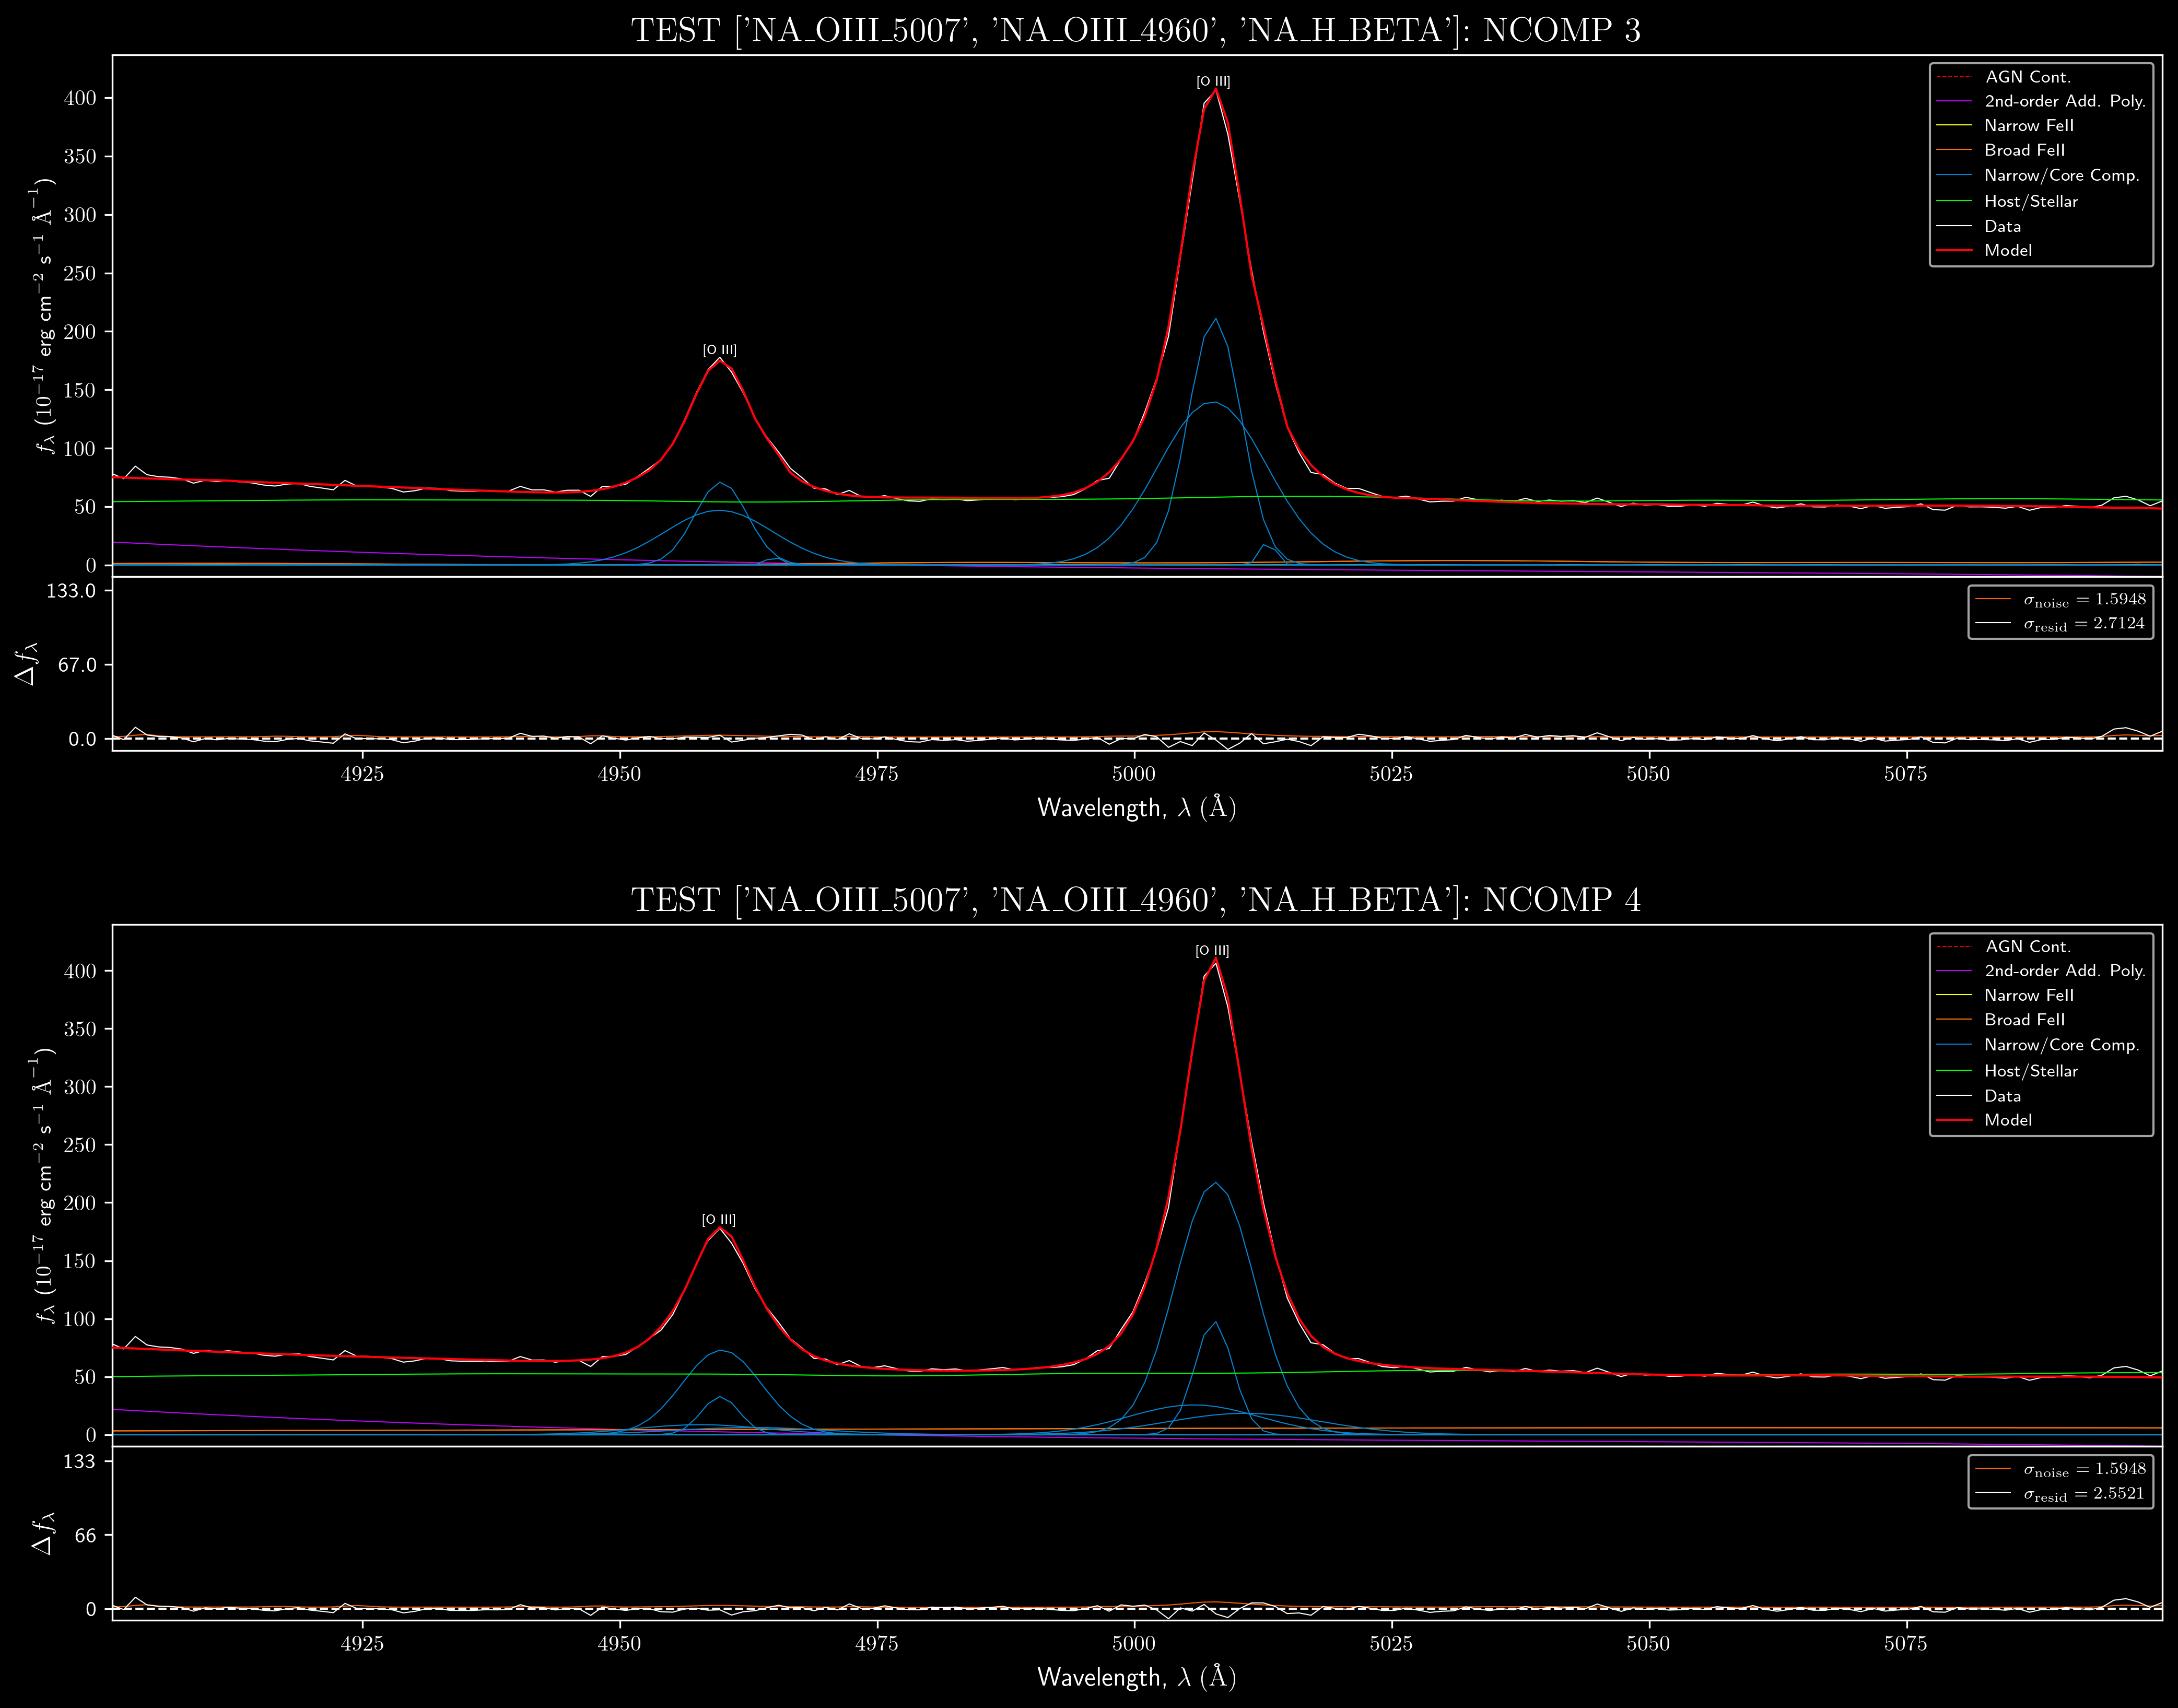 TEST ['NA_OIII_5007', 'NA_OIII_4960', 'NA_H_BETA']: NCOMP 3
[O III]
[O III]
AGN Cont.
2nd-order Add. Poly.
Narrow FeII
Broad FeII
Narrow/Core Comp.
Host/Stellar
Data
Model
400
350
300
250
200
150
100
50
0
f_λ (10^−17 erg cm^−2 s^−1 Å^−1)
133.0
67.0
0.0
Δf_λ
σ_noise = 1.5948
σ_resid = 2.7124
4925 4950 4975 5000 5025 5050 5075
Wavelength, λ (Å)
TEST ['NA_OIII_5007', 'NA_OIII_4960', 'NA_H_BETA']: NCOMP 4
[O III]
[O III]
AGN Cont.
2nd-order Add. Poly.
Narrow FeII
Broad FeII
Narrow/Core Comp.
Host/Stellar
Data
Model
400
350
300
250
200
150
100
50
0
f_λ (10^−17 erg cm^−2 s^−1 Å^−1)
133
66
0
Δf_λ
σ_noise = 1.5948
σ_resid = 2.5521
4925 4950 4975 5000 5025 5050 5075
Wavelength, λ (Å)